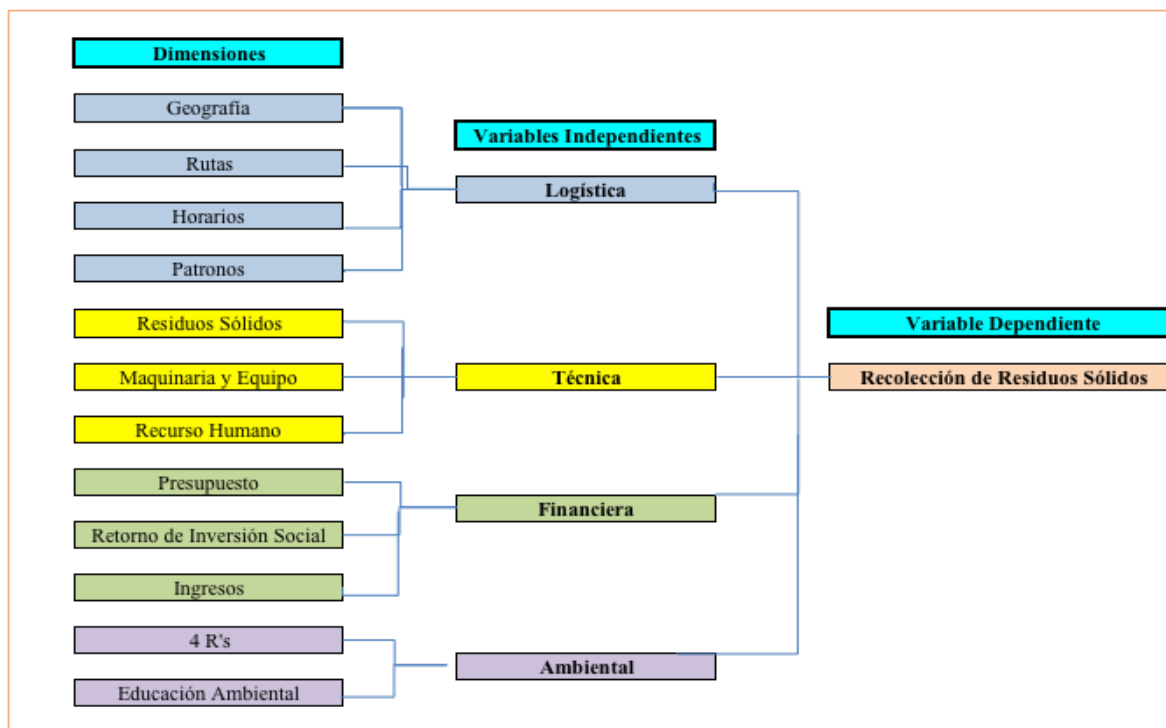 Dimensiones
Geografía
Rutas
Horarios
Patronos
Residuos Sólidos
Maquinaria y Equipo
Recurso Humano
Presupuesto
Retorno de Inversión Social
Ingresos
4 R's
Educación Ambiental
Variables Independientes
Logística
Técnica
Financiera
Ambiental
Variable Dependiente
Recolección de Residuos Sólidos